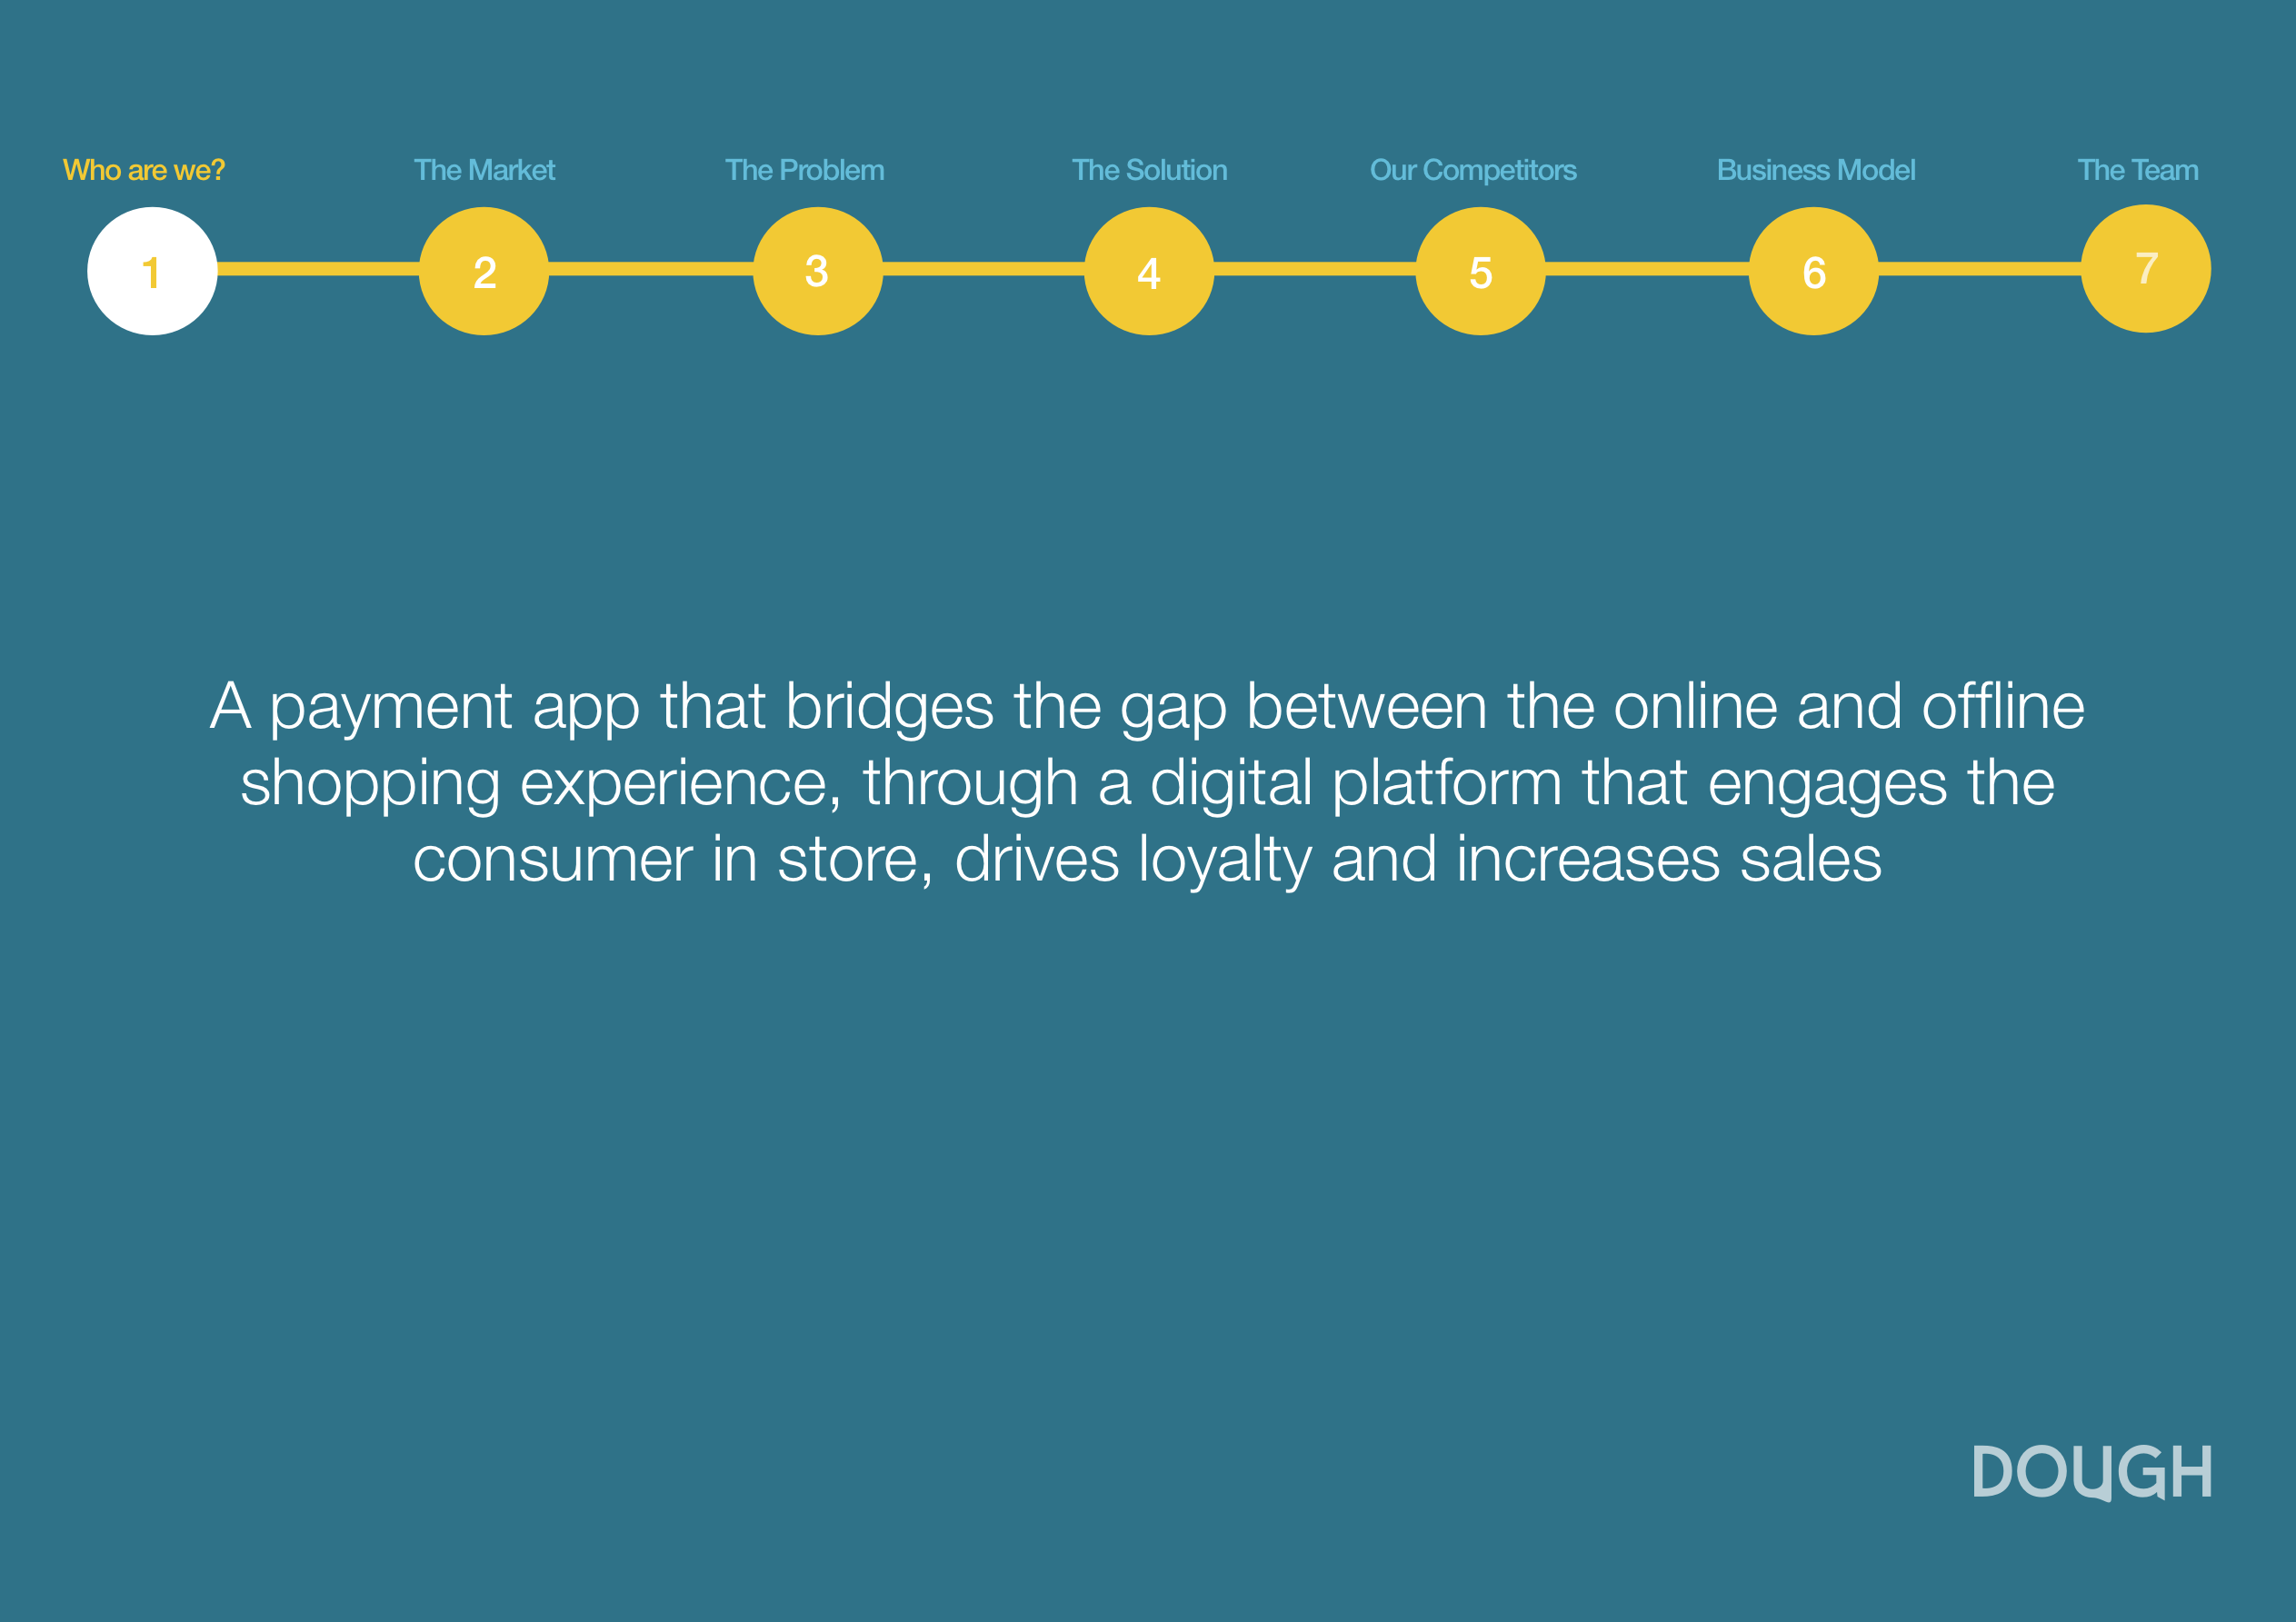 Who are we? The Market The Problem The Solution Our Competitors Business Model The Team
1 2 3 4 5 6 7
A payment app that bridges the gap between the online and offline
shopping experience, through a digital platform that engages the
consumer in store, drives loyalty and increases sales
DOUGH